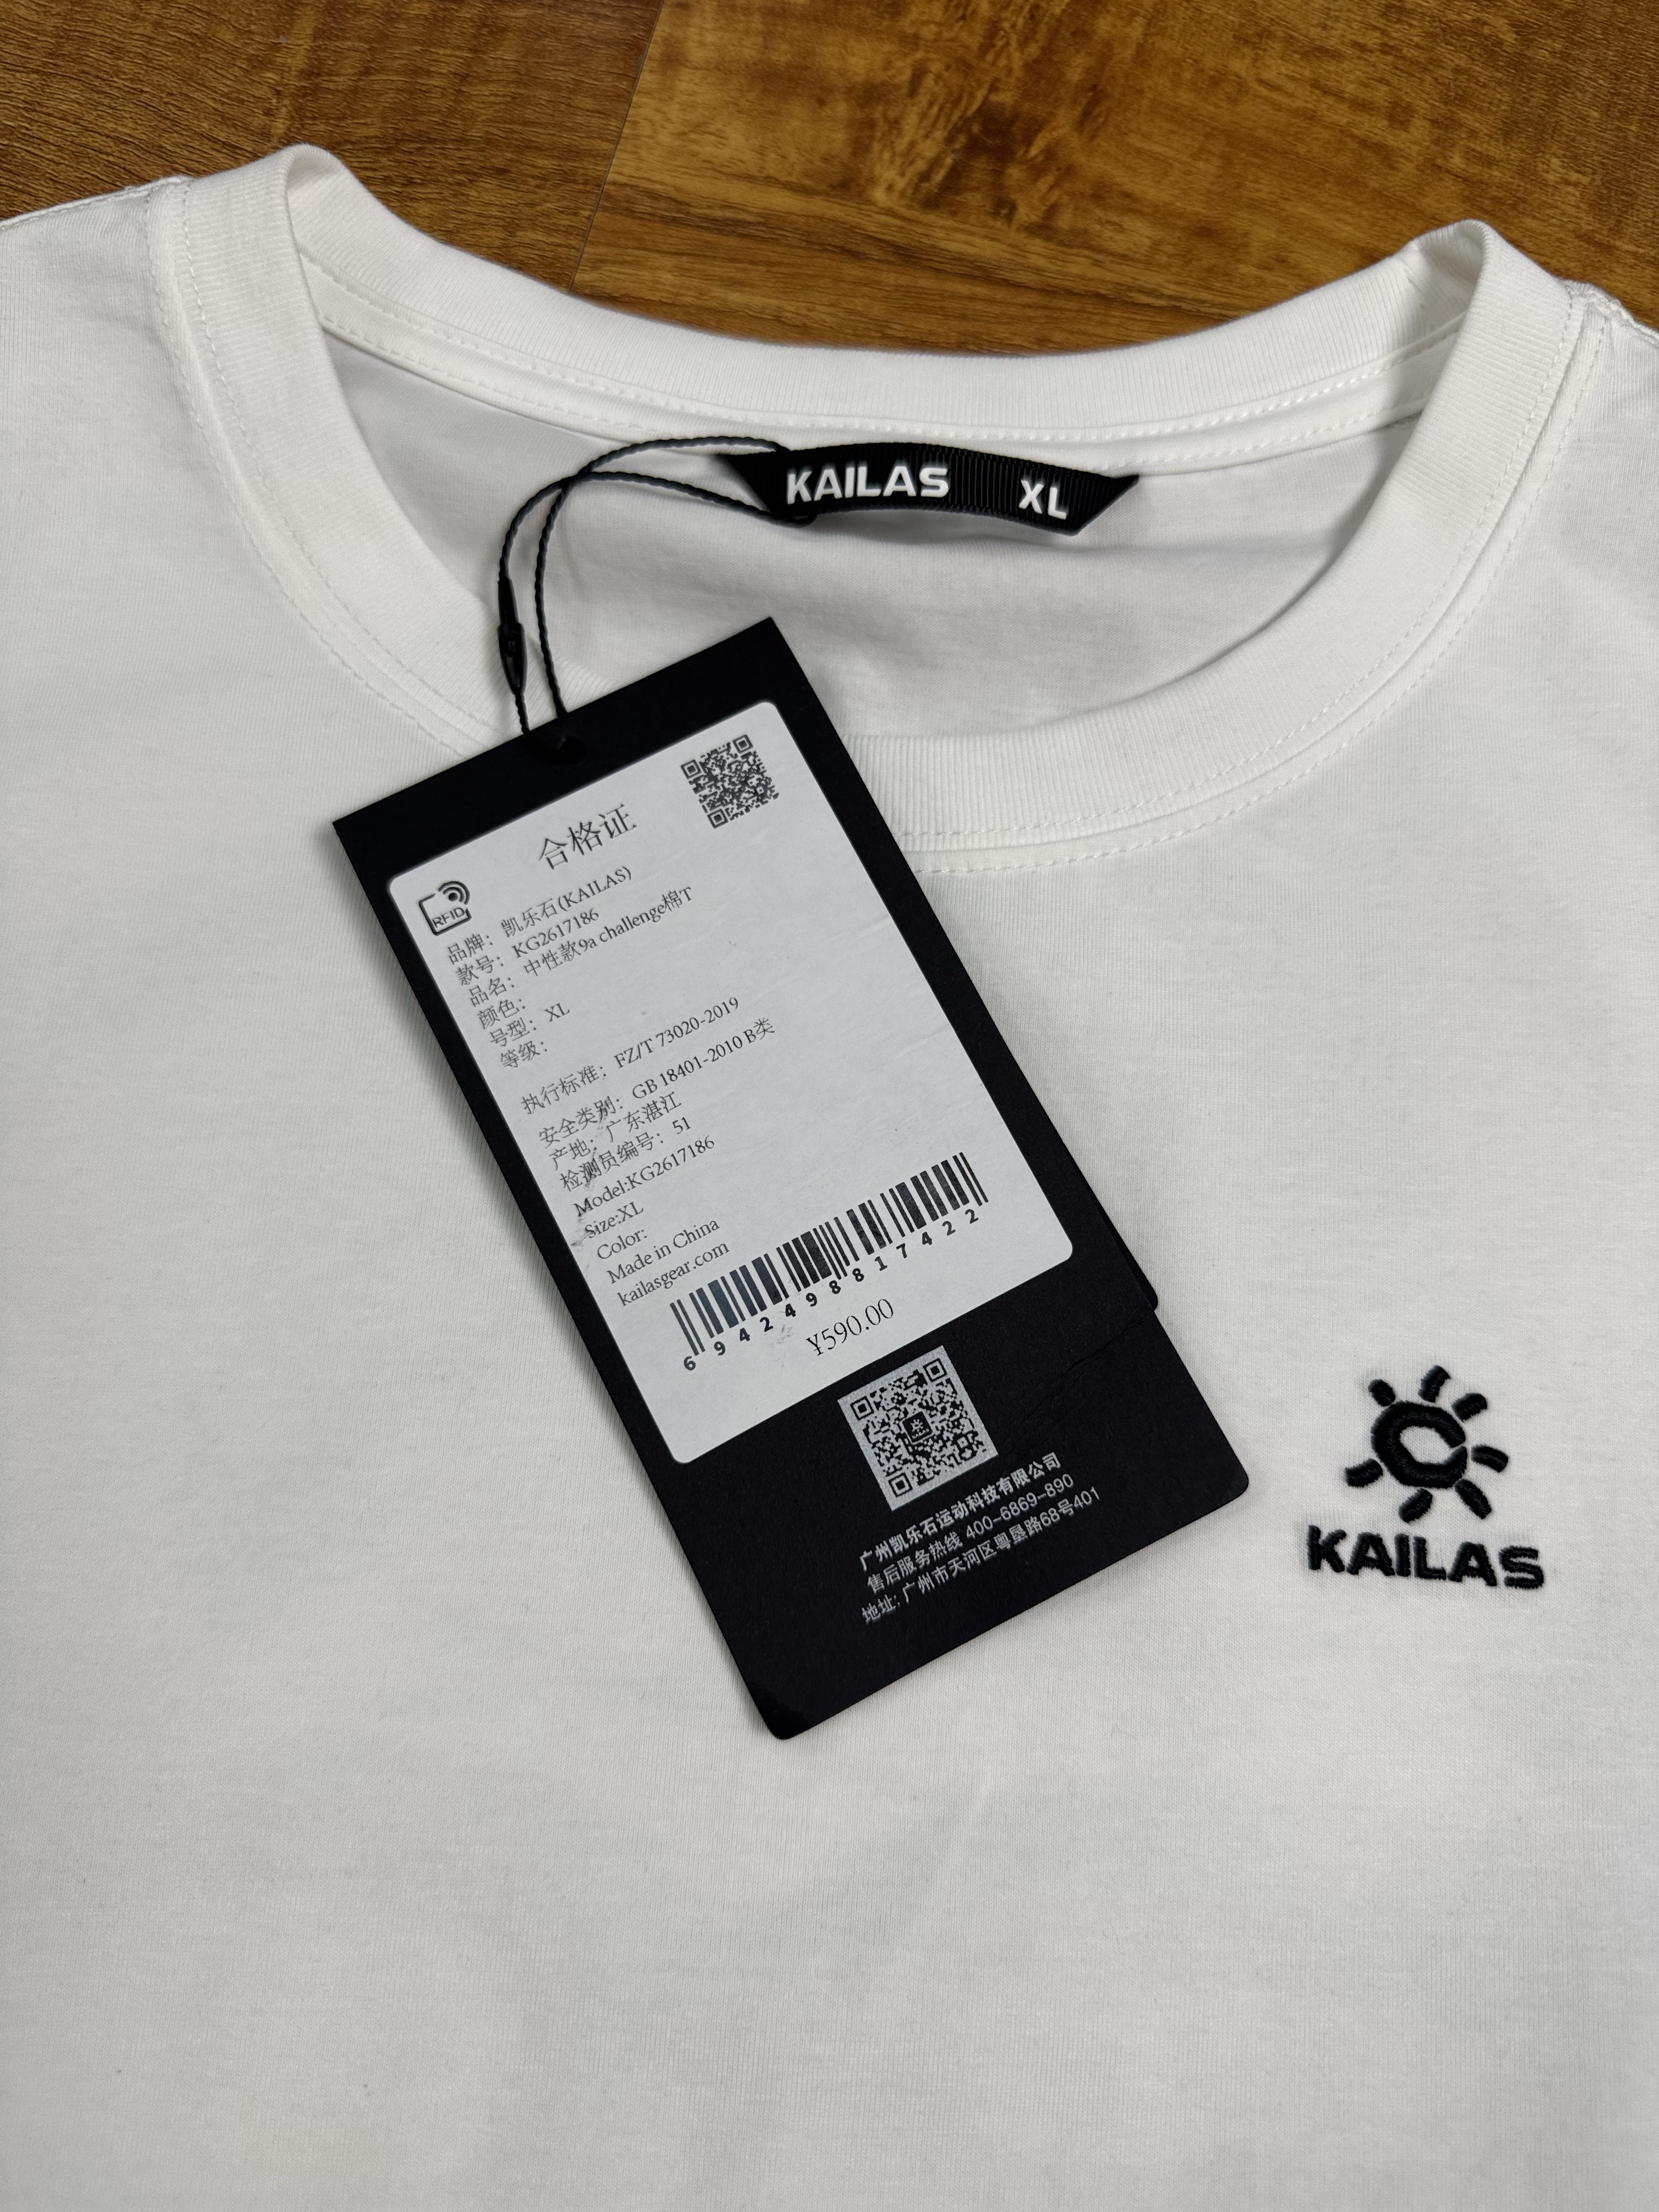 KAILAS XL
合格证
RFID
品牌：凯乐石(KAILAS)
款号：KG2617186
品名：中性款9a challenge棉T
颜色：
号型：XL
等级：
执行标准：FZ/T 73020-2019
安全类别：GB 18401-2010 B类
产地：广东湛江
检测员编号：51
Model:KG2617186
Size:XL
Color:
Made in China
kailasgear.com
6942498817422
¥590.00
广州凯乐石运动科技有限公司
售后服务热线 400-6869-890
地址: 广州市天河区粤垦路68号401
KAILAS